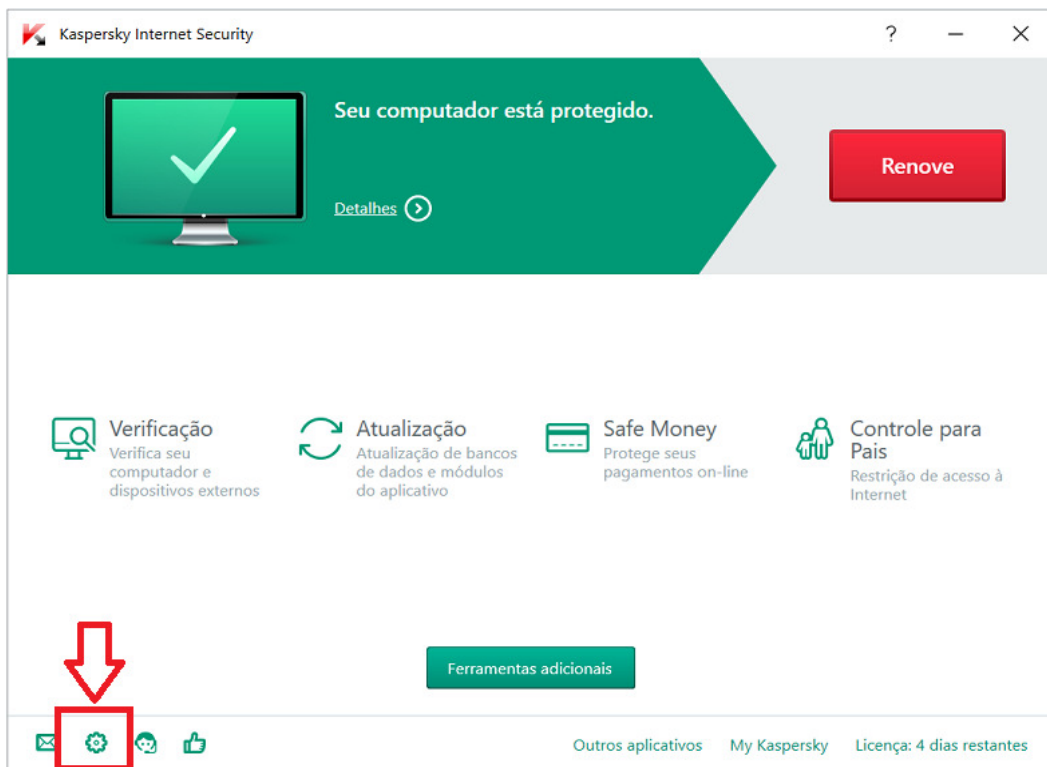 Kaspersky Internet Security
?
Seu computador está protegido.
Detalhes
Renove
Verificação
Verifica seu
computador e
dispositivos externos
Atualização
Atualização de bancos
de dados e módulos
do aplicativo
Safe Money
Protege seus
pagamentos on-line
Controle para
Pais
Restrição de acesso à
Internet
Ferramentas adicionais
Outros aplicativos
My Kaspersky
Licença: 4 dias restantes